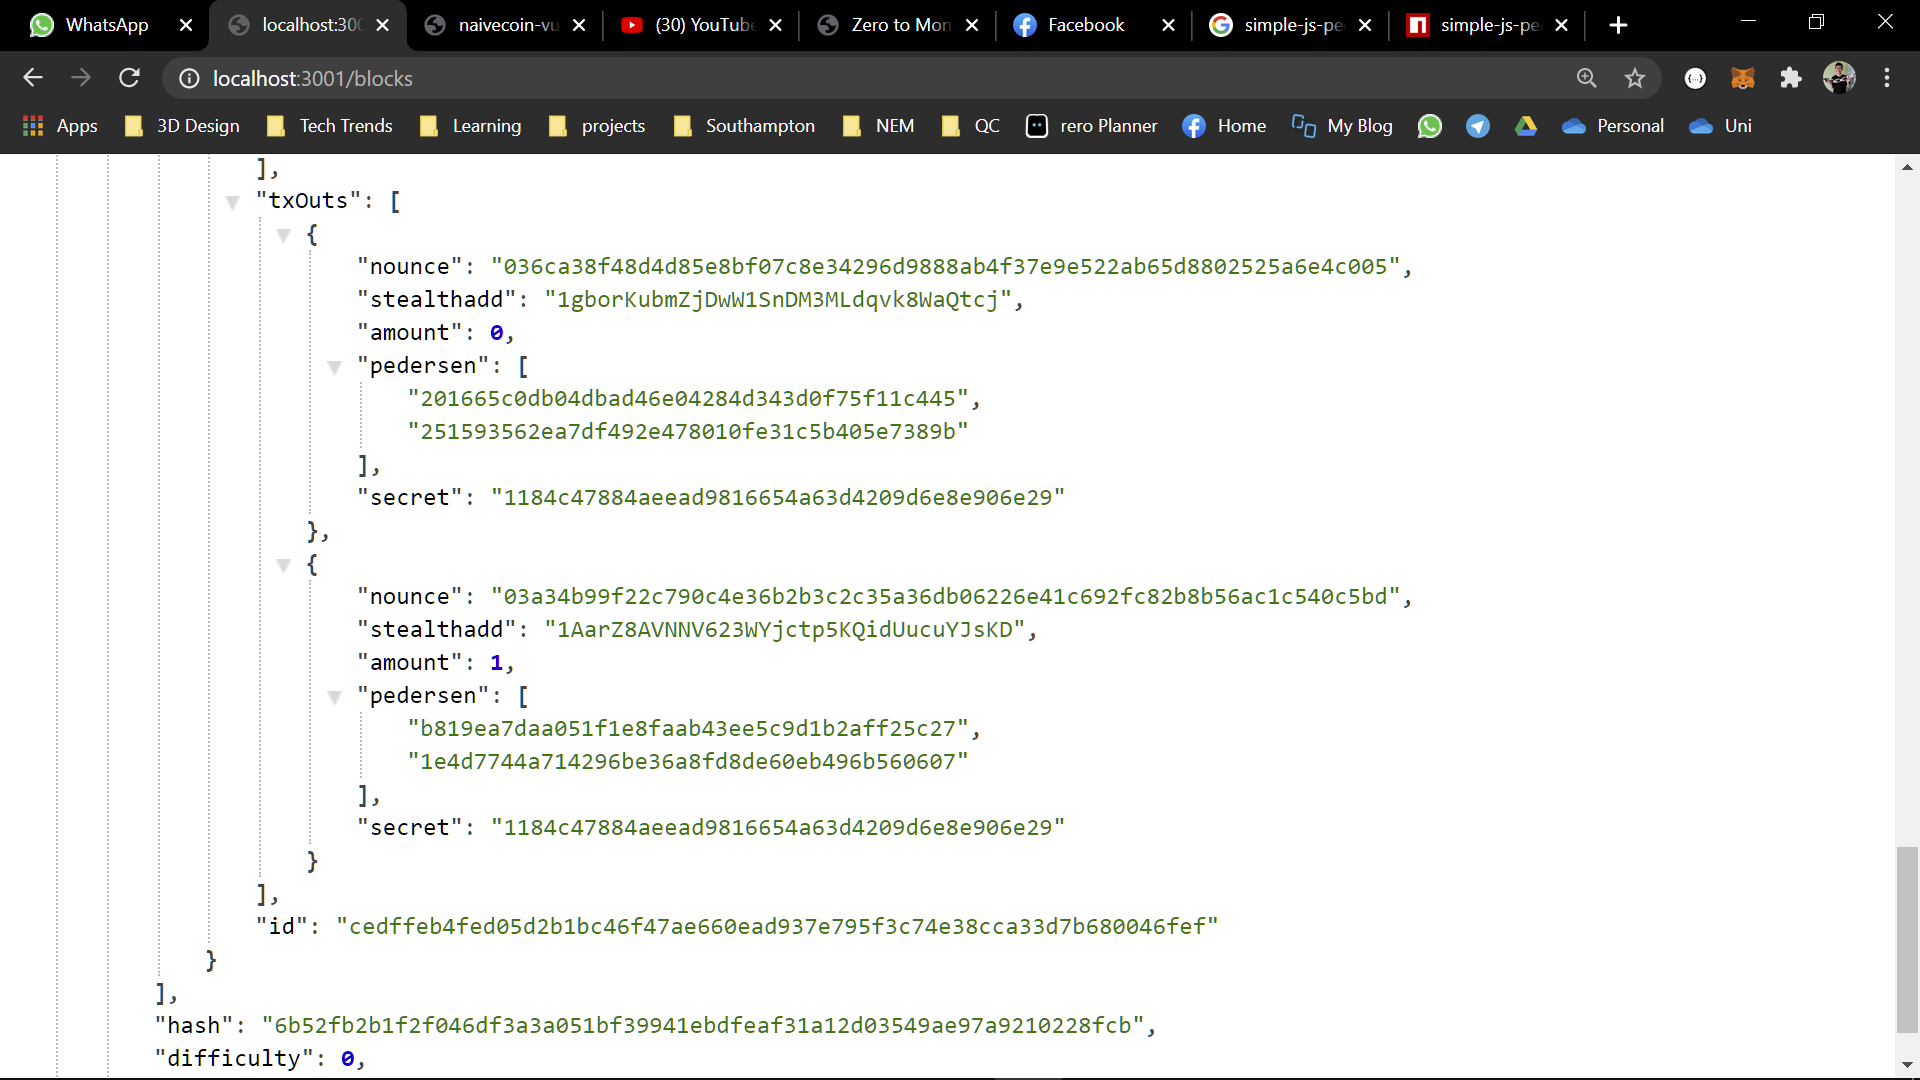 WhatsApp localhost:300 naivecoin-vu (30) YouTube Zero to Mon Facebook simple-js-pe simple-js-pe
localhost:3001/blocks
Apps 3D Design Tech Trends Learning projects Southampton NEM QC rero Planner Home My Blog Personal Uni
],
"txOuts": [
{
"nounce": "036ca38f48d4d85e8bf07c8e34296d9888ab4f37e9e522ab65d8802525a6e4c005",
"stealthadd": "1gborKubmZjDwW1SnDM3MLdqvk8WaQtcj",
"amount": 0,
"pedersen": [
"201665c0db04dbad46e04284d343d0f75f11c445",
"251593562ea7df492e478010fe31c5b405e7389b"
],
"secret": "1184c47884aeead9816654a63d4209d6e8e906e29"
},
{
"nounce": "03a34b99f22c790c4e36b2b3c2c35a36db06226e41c692fc82b8b56ac1c540c5bd",
"stealthadd": "1AarZ8AVNNV623WYjctp5KQidUucuYJsKD",
"amount": 1,
"pedersen": [
"b819ea7daa051f1e8faab43ee5c9d1b2aff25c27",
"1e4d7744a714296be36a8fd8de60eb496b560607"
],
"secret": "1184c47884aeead9816654a63d4209d6e8e906e29"
}
],
"id": "cedffeb4fed05d2b1bc46f47ae660ead937e795f3c74e38cca33d7b680046fef"
}
],
"hash": "6b52fb2b1f2f046df3a3a051bf39941ebdfeaf31a12d03549ae97a9210228fcb",
"difficulty": 0,